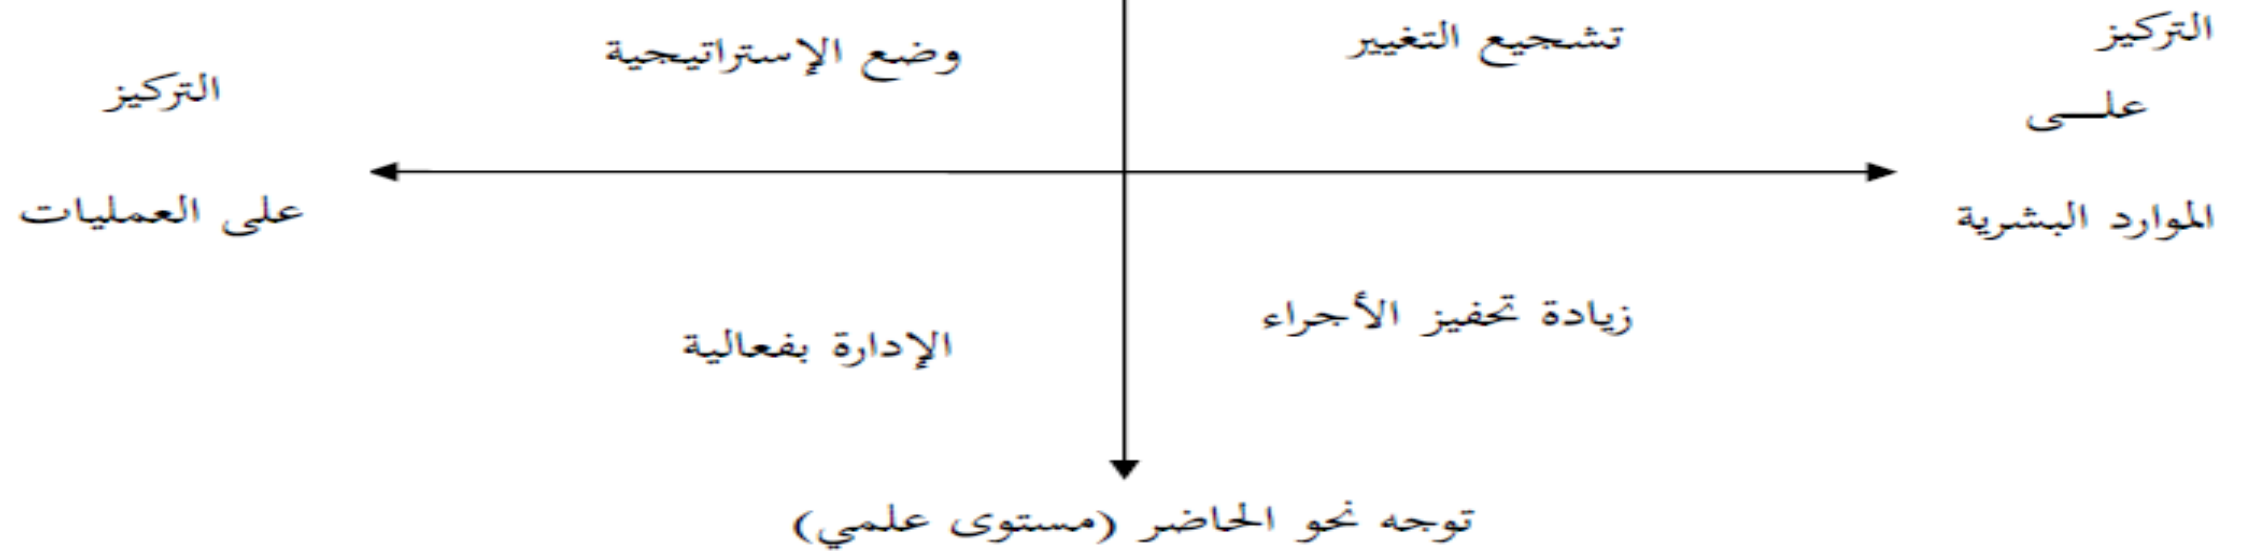 التركيز
علـــى
الموارد البشرية
تشجيع التغيير
وضع الإستراتيجية
التركيز
على العمليات
زيادة تحفيز الأجراء
الإدارة بفعالية
توجه نحو الحاضر (مستوى علمي)